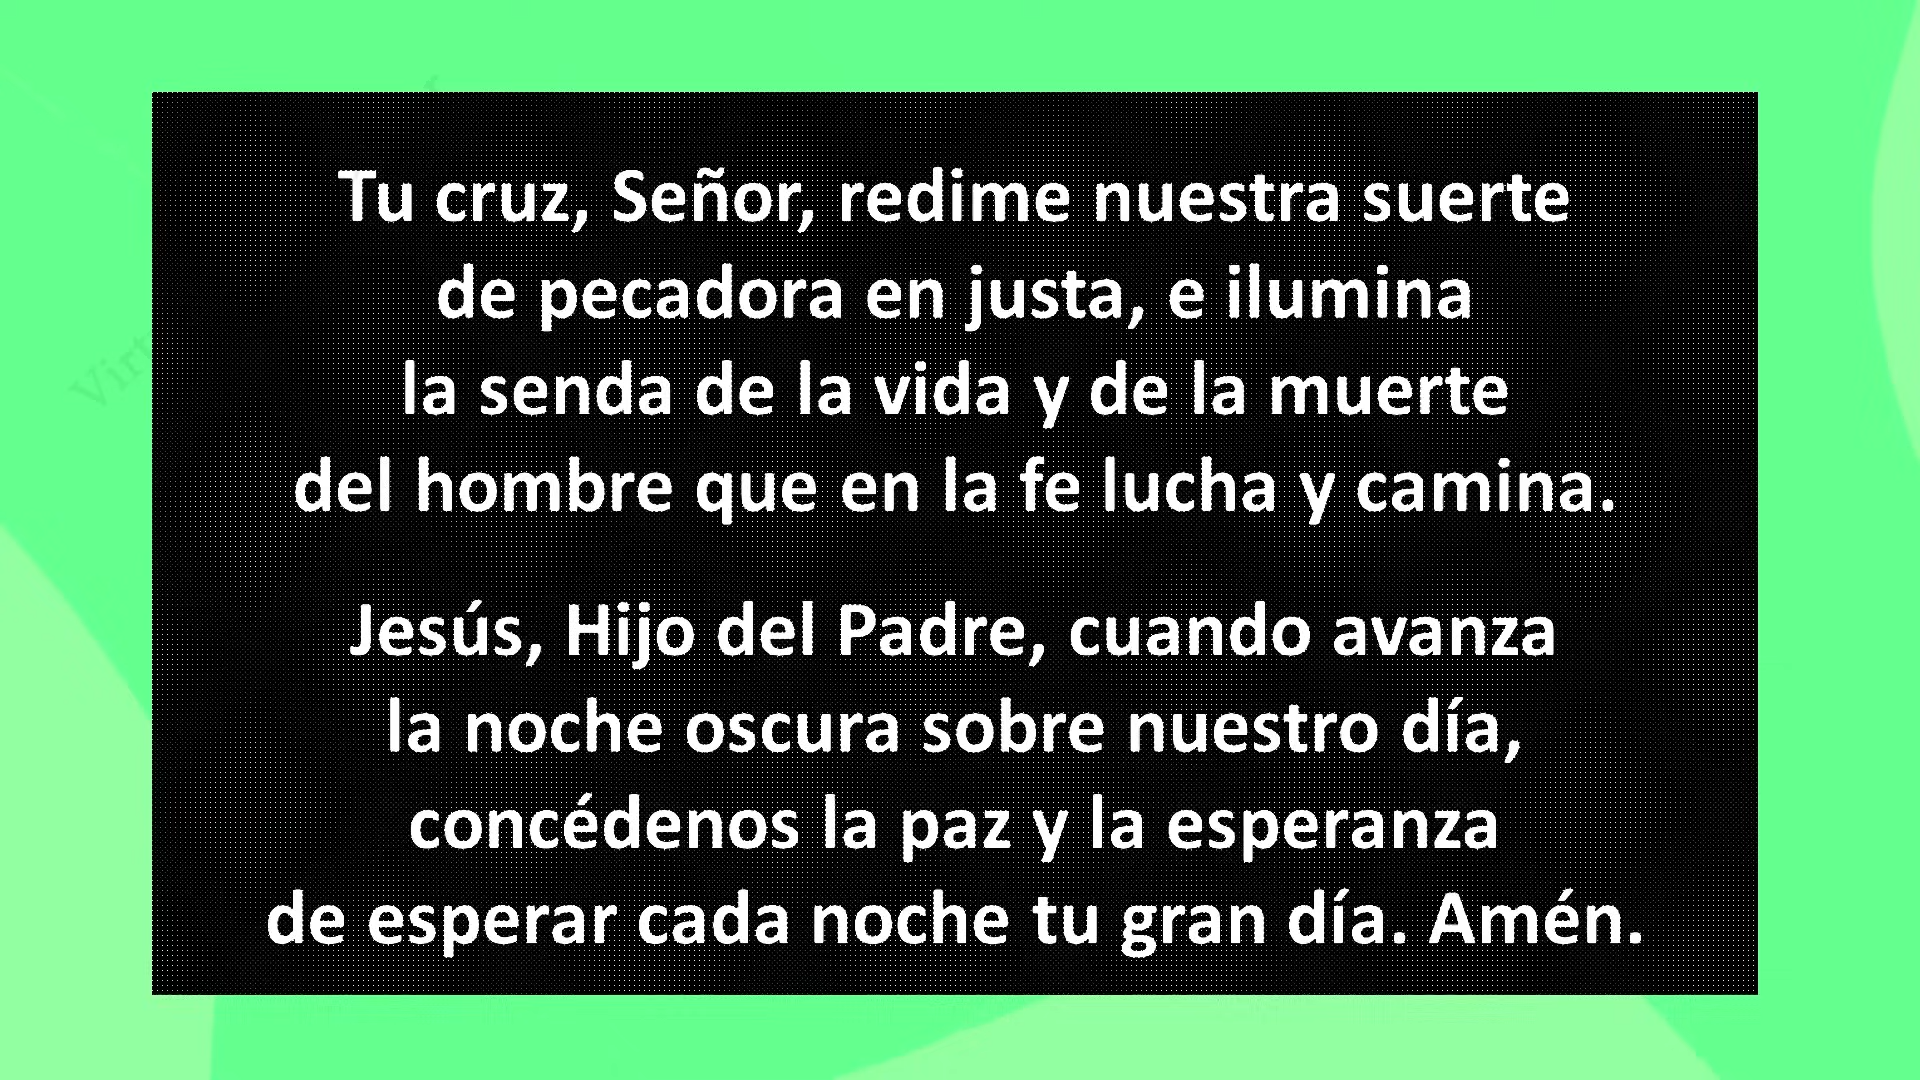 Tu cruz, Señor, redime nuestra suerte
de pecadora en justa, e ilumina
la senda de la vida y de la muerte
del hombre que en la fe lucha y camina.
Jesús, Hijo del Padre, cuando avanza
la noche oscura sobre nuestro día,
concédenos la paz y la esperanza
de esperar cada noche tu gran día. Amén.